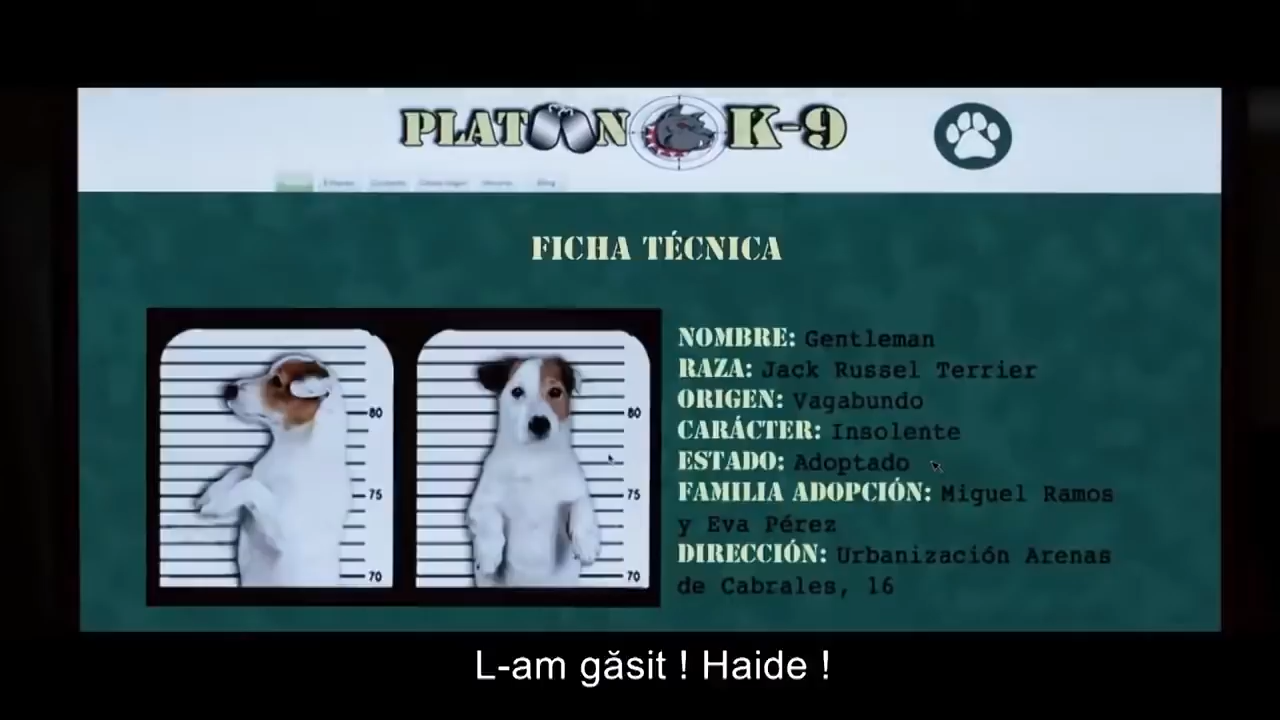 PLATOON K-9
FICHA TÉCNICA
NOMBRE: Gentleman
RAZA: Jack Russel Terrier
ORIGEN: Vagabundo
CARÁCTER: Insolente
ESTADO: Adoptado
FAMILIA ADOPCIÓN: Miguel Ramos
y Eva Pérez
DIRECCIÓN: Urbanización Arenas
de Cabrales, 16
80
75
70
80
75
70
L-am găsit ! Haide !